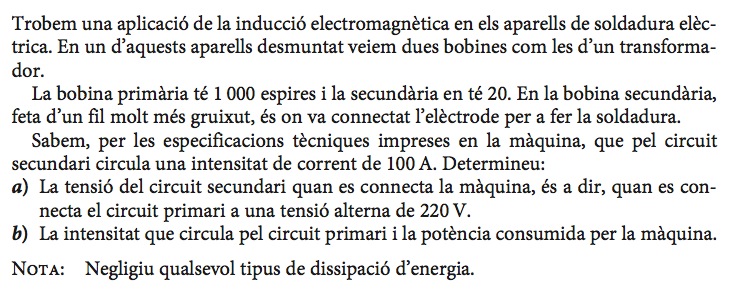 Trobem una aplicació de la inducció electromagnètica en els aparells de soldadura elèc-
trica. En un d’aquests aparells desmuntat veiem dues bobines com les d’un transforma-
dor.
La bobina primària té 1 000 espires i la secundària en té 20. En la bobina secundària,
feta d’un fil molt més gruixut, és on va connectat l’elèctrode per a fer la soldadura.
Sabem, per les especificacions tècniques impreses en la màquina, que pel circuit
secundari circula una intensitat de corrent de 100 A. Determineu:
a) La tensió del circuit secundari quan es connecta la màquina, és a dir, quan es con-
necta el circuit primari a una tensió alterna de 220 V.
b) La intensitat que circula pel circuit primari i la potència consumida per la màquina.
NOTA: Negligiu qualsevol tipus de dissipació d’energia.